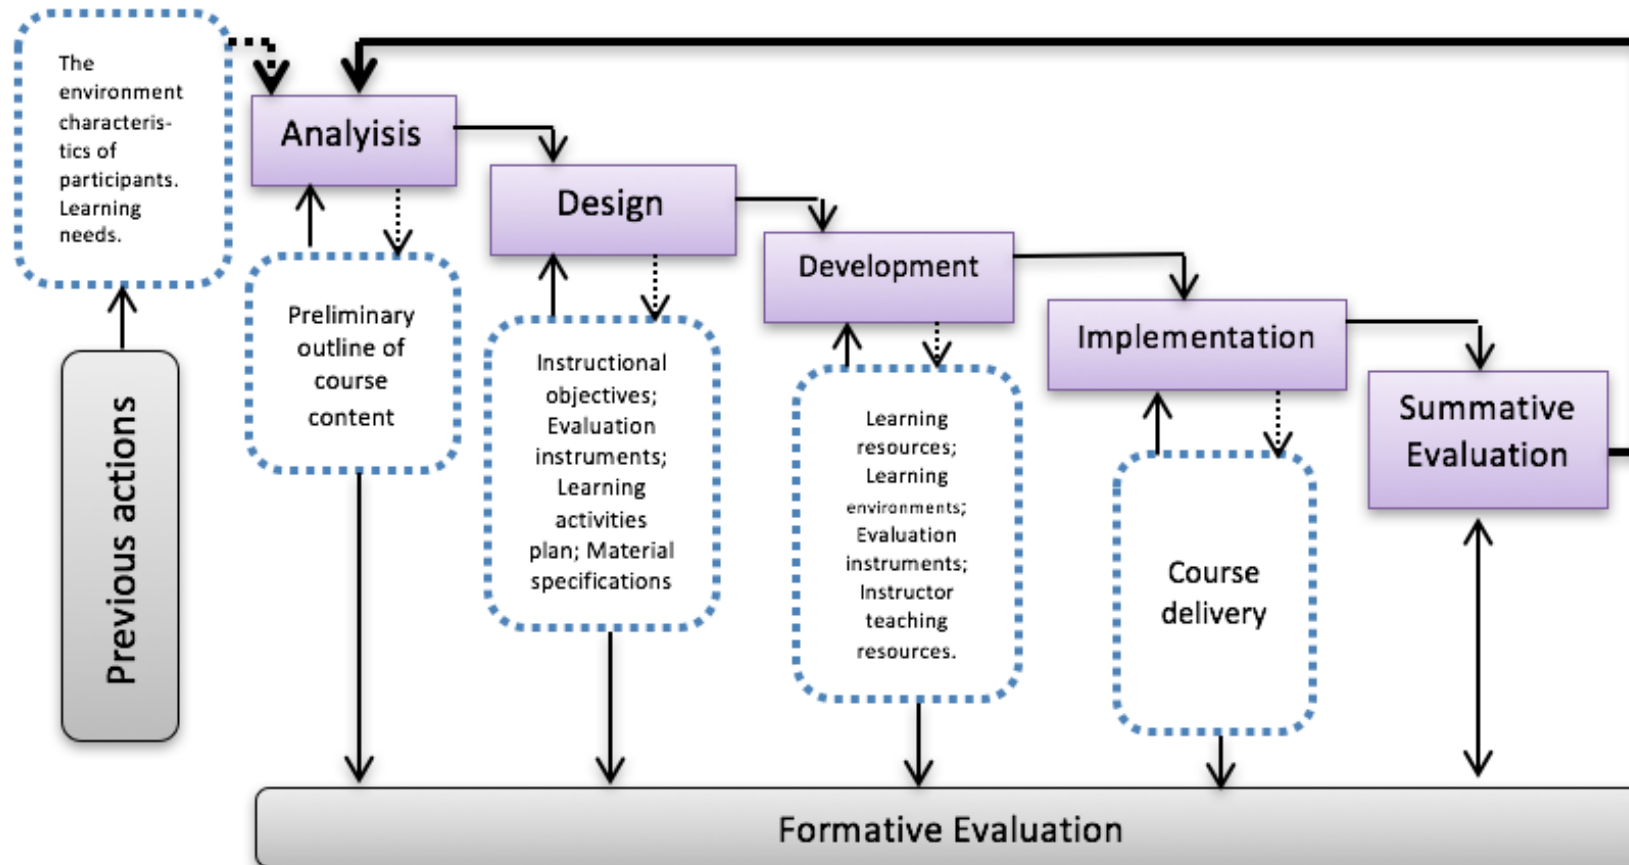 The
environment
characteris-
tics of
participants.
Learning
needs.
Previous actions
Analyisis
Preliminary
outline of
course
content
Design
Instructional
objectives;
Evaluation
instruments;
Learning
activities
plan; Material
specifications
Development
Learning
resources;
Learning
environments;
Evaluation
instruments;
Instructor
teaching
resources.
Implementation
Course
delivery
Summative
Evaluation
Formative Evaluation